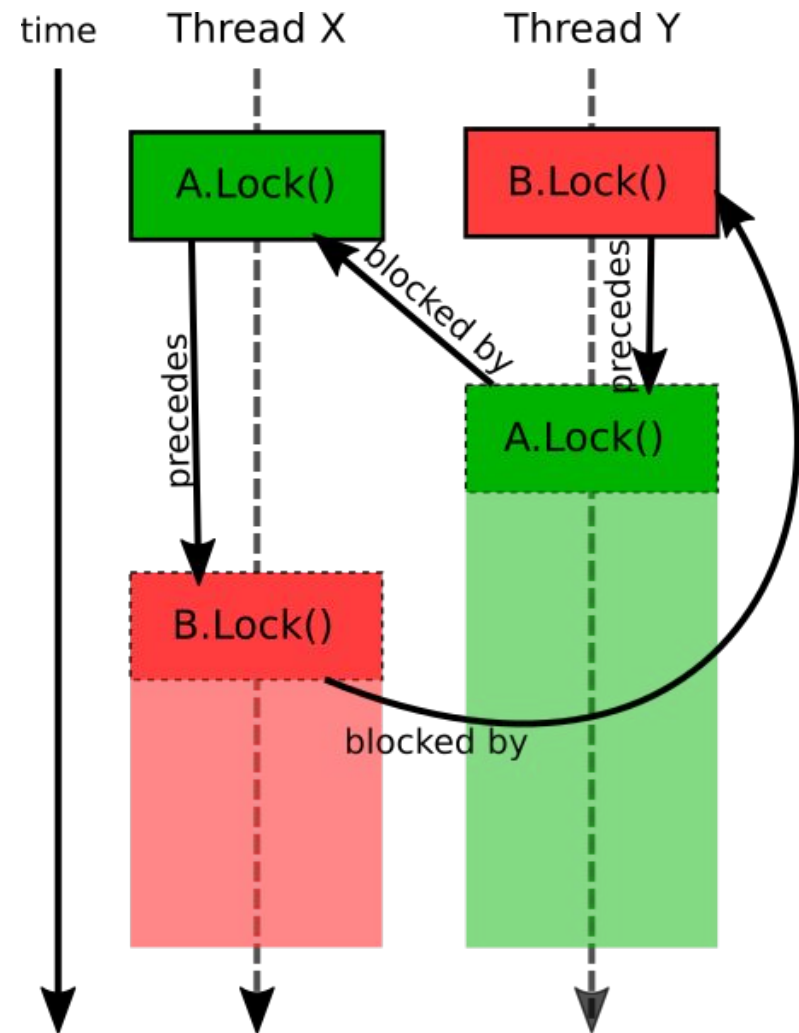 time
Thread X
Thread Y
A.Lock()
B.Lock()
blocked by
precedes
precedes
A.Lock()
B.Lock()
blocked by